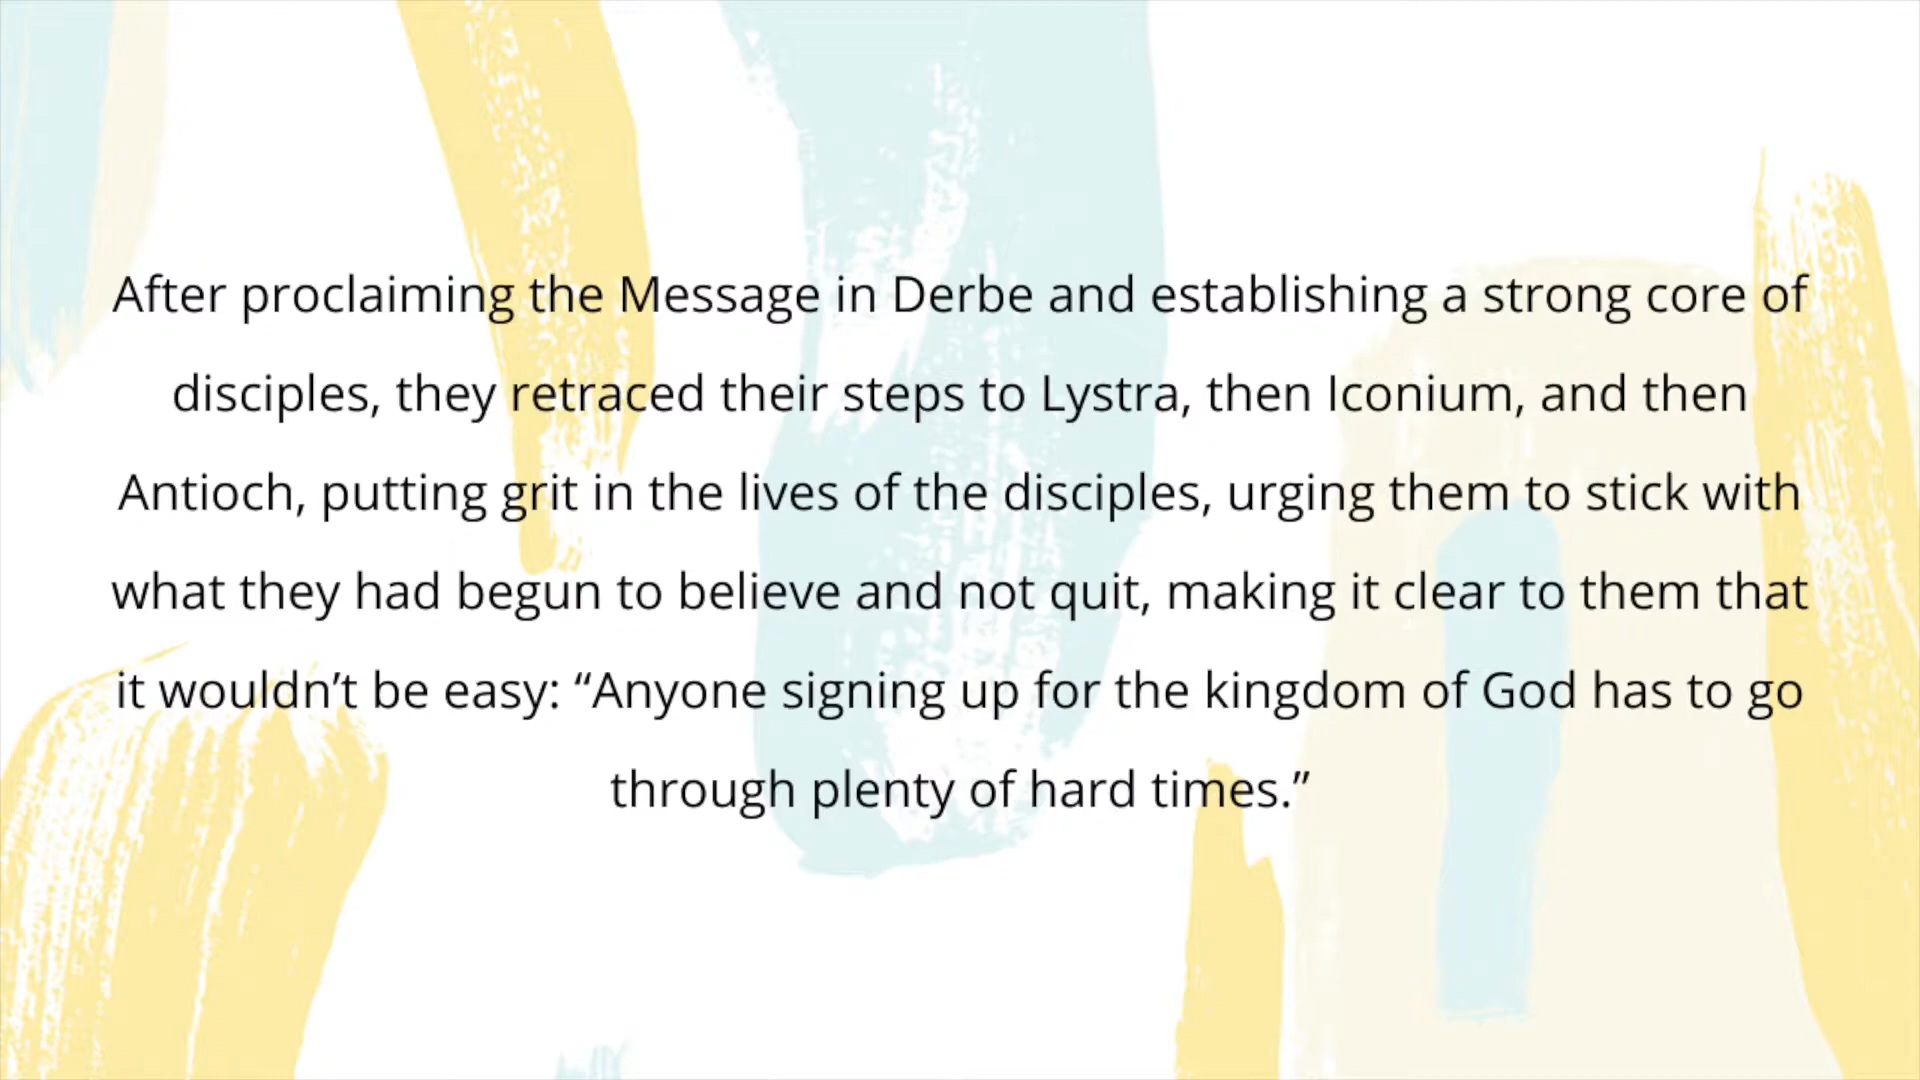 After proclaiming the Message in Derbe and establishing a strong core of
disciples, they retraced their steps to Lystra, then Iconium, and then
Antioch, putting grit in the lives of the disciples, urging them to stick with
what they had begun to believe and not quit, making it clear to them that
it wouldn’t be easy: “Anyone signing up for the kingdom of God has to go
through plenty of hard times.”